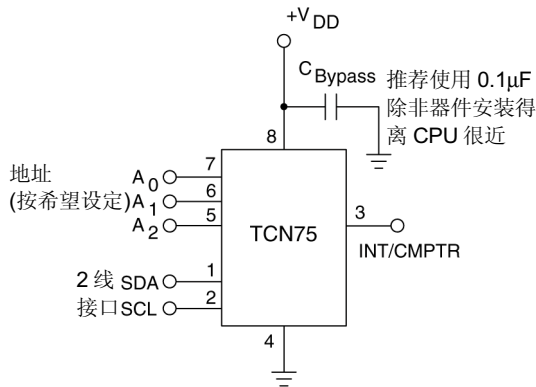 +VDD
CBypass
推荐使用 0.1μF
除非器件安装得
离 CPU 很近
8
地址
(按希望设定)
A0
7
A1
6
A2
5
TCN75
3
INT/CMPTR
2 线 SDA
1
接口 SCL
2
4